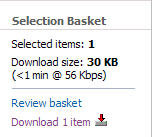 Selection Basket
Selected items: 1
Download size: 30 KB
(<1 min @ 56 Kbps)
Review basket
Download 1 item